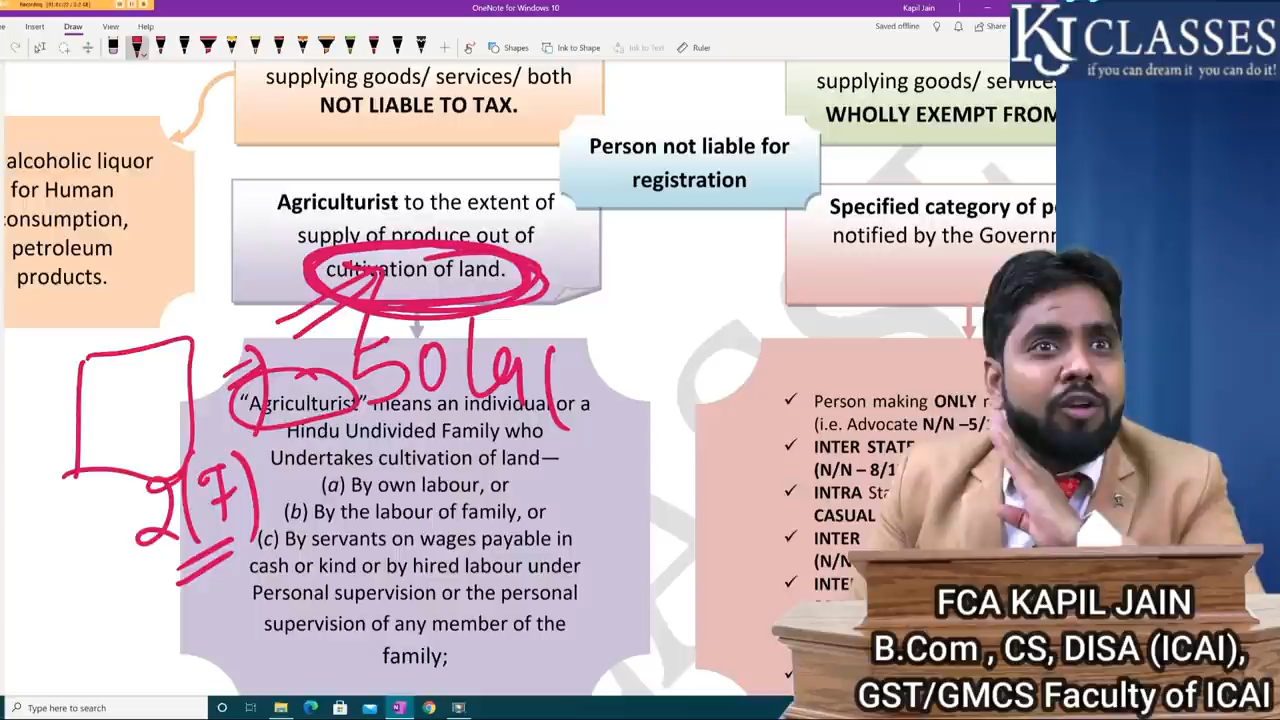 OneNote for Windows 10
Kapil Jain
Insert Draw View Help
Saved offline
Share
Shapes
Ink to Shape
Ink to Text
Ruler
KJ CLASSES
if you can dream it you can do it!
supplying goods/ services/ both
NOT LIABLE TO TAX.
supplying goods/
WHOLLY EXEMPT FROM
alcoholic liquor
for Human
petroleum
products.
Person not liable for
registration
Agriculturist to the extent of
supply of produce out of
cultivation of land.
Specified category of
notified by the
50 lac
2(7)
"Agriculturist" means an individual or a
Hindu Undivided Family who
Undertakes cultivation of land—
(a) By own labour, or
(b) By the labour of family, or
(c) By servants on wages payable in
cash or kind or by hired labour under
Personal supervision or the personal
supervision of any member of the
family;
Person making ONLY
(i.e. Advocate N/N –5/
INTER STATE
(N/N – 8/1
INTRA
CASUAL
INTER
(N/N
FCA KAPIL JAIN
B.Com , CS, DISA (ICAI),
GST/GMCS Faculty of ICAI
Type here to search